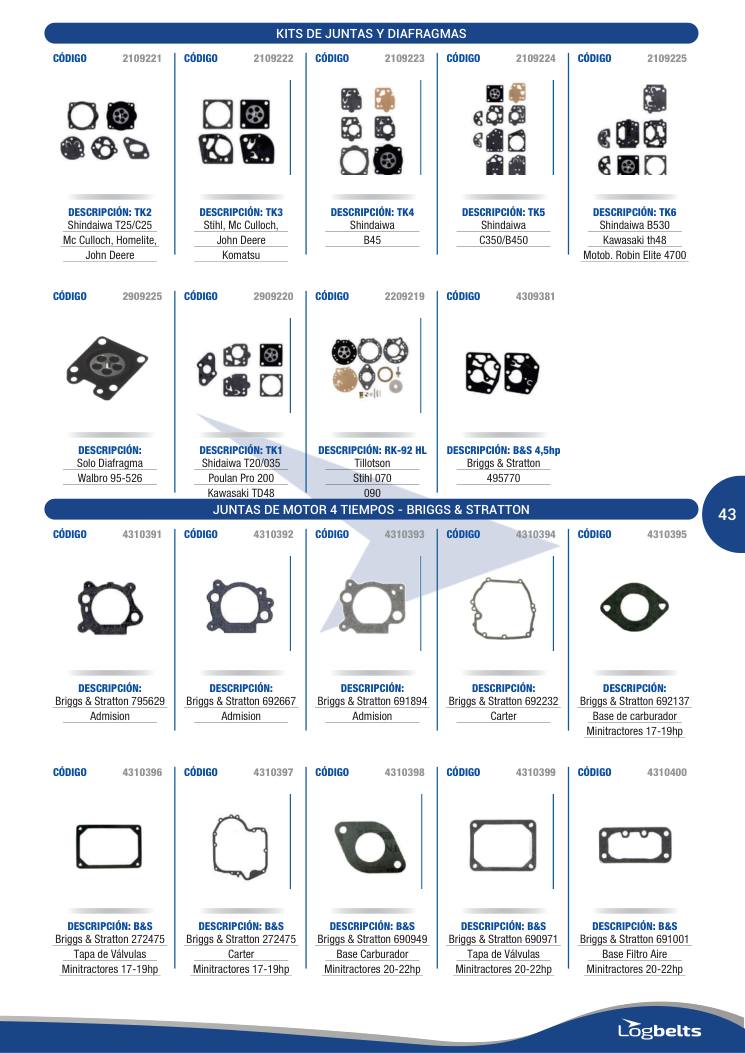 KITS DE JUNTAS Y DIAFRAGMAS
CÓDIGO 2109221
CÓDIGO 2109222
CÓDIGO 2109223
CÓDIGO 2109224
CÓDIGO 2109225
DESCRIPCIÓN: TK2
Shindaiwa T25/C25
Mc Culloch, Homelite,
John Deere
DESCRIPCIÓN: TK3
Stihl, Mc Culloch,
John Deere
Komatsu
DESCRIPCIÓN: TK4
Shindaiwa
B45
DESCRIPCIÓN: TK5
Shindaiwa
C350/B450
DESCRIPCIÓN: TK6
Shindaiwa B530
Kawasaki th48
Motob. Robin Elite 4700
CÓDIGO 2909225
CÓDIGO 2909220
CÓDIGO 2209219
CÓDIGO 4309381
DESCRIPCIÓN:
Solo Diafragma
Walbro 95-526
DESCRIPCIÓN: TK1
Shidaiwa T20/035
Poulan Pro 200
Kawasaki TD48
DESCRIPCIÓN: RK-92 HL
Tillotson
Stihl 070
090
DESCRIPCIÓN: B&S 4,5hp
Briggs & Stratton
495770
JUNTAS DE MOTOR 4 TIEMPOS - BRIGGS & STRATTON
43
CÓDIGO 4310391
CÓDIGO 4310392
CÓDIGO 4310393
CÓDIGO 4310394
CÓDIGO 4310395
DESCRIPCIÓN:
Briggs & Stratton 795629
Admision
DESCRIPCIÓN:
Briggs & Stratton 692667
Admision
DESCRIPCIÓN:
Briggs & Stratton 691894
Admision
DESCRIPCIÓN:
Briggs & Stratton 692232
Carter
DESCRIPCIÓN:
Briggs & Stratton 692137
Base de carburador
Minitractores 17-19hp
CÓDIGO 4310396
CÓDIGO 4310397
CÓDIGO 4310398
CÓDIGO 4310399
CÓDIGO 4310400
DESCRIPCIÓN: B&S
Briggs & Stratton 272475
Tapa de Válvulas
Minitractores 17-19hp
DESCRIPCIÓN: B&S
Briggs & Stratton 272475
Carter
Minitractores 17-19hp
DESCRIPCIÓN: B&S
Briggs & Stratton 690949
Base Carburador
Minitractores 20-22hp
DESCRIPCIÓN: B&S
Briggs & Stratton 690971
Tapa de Válvulas
Minitractores 20-22hp
DESCRIPCIÓN: B&S
Briggs & Stratton 691001
Base Filtro Aire
Minitractores 20-22hp
Logbelts